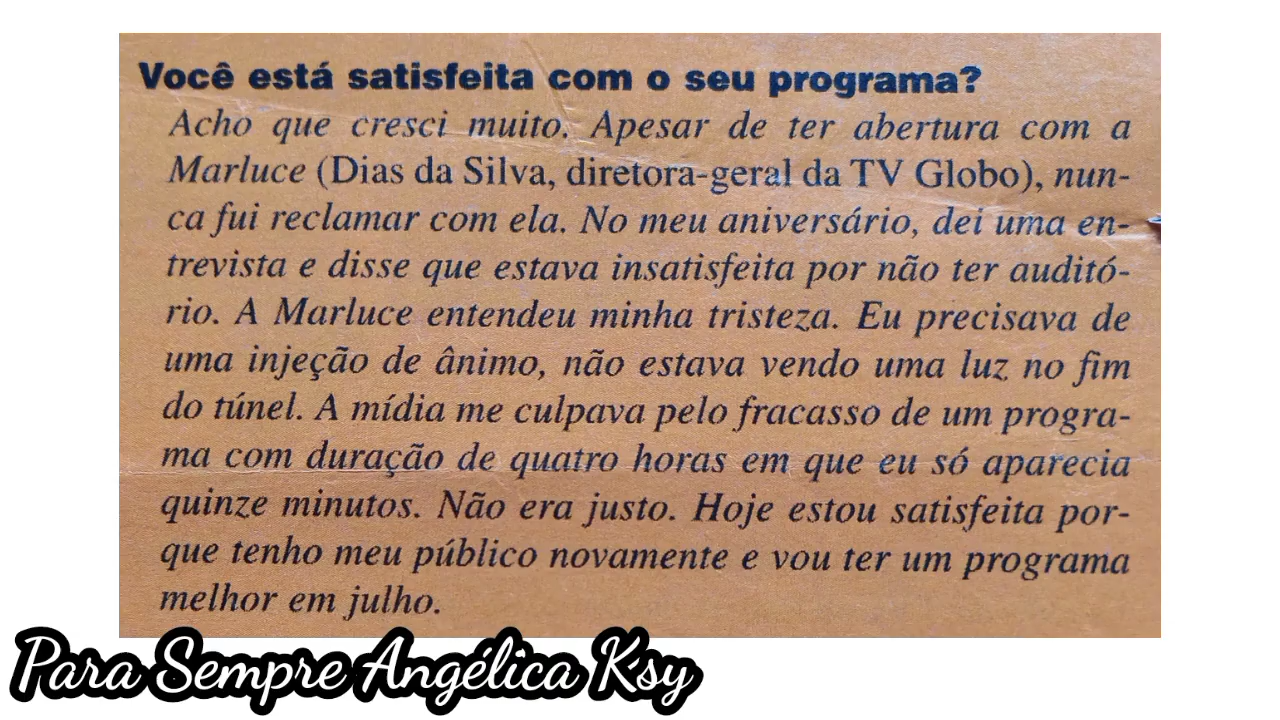 Você está satisfeita com o seu programa?
Acho que cresci muito. Apesar de ter abertura com a
Marluce (Dias da Silva, diretora-geral da TV Globo), nun-
ca fui reclamar com ela. No meu aniversário, dei uma en-
trevista e disse que estava insatisfeita por não ter auditó-
rio. A Marluce entendeu minha tristeza. Eu precisava de
uma injeção de ânimo, não estava vendo uma luz no fim
do túnel. A mídia me culpava pelo fracasso de um progra-
ma com duração de quatro horas em que eu só aparecia
quinze minutos. Não era justo. Hoje estou satisfeita por-
que tenho meu público novamente e vou ter um programa
melhor em julho.
Para Sempre Angélica Ksy